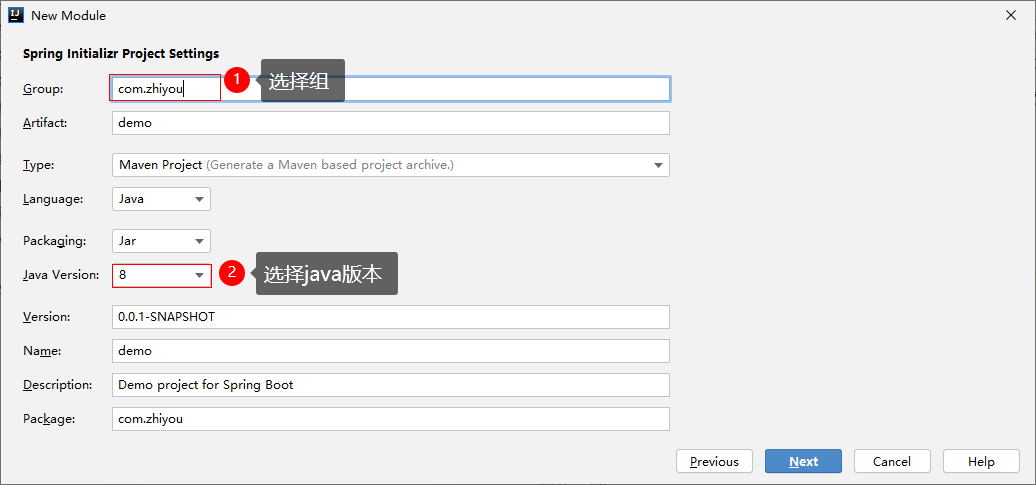 New Module
Spring Initializr Project Settings
Group: com.zhiyou 1 选择组
Artifact: demo
Type: Maven Project (Generate a Maven based project archive.)
Language: Java
Packaging: Jar
Java Version: 8 2 选择java版本
Version: 0.0.1-SNAPSHOT
Name: demo
Description: Demo project for Spring Boot
Package: com.zhiyou
Previous Next Cancel Help